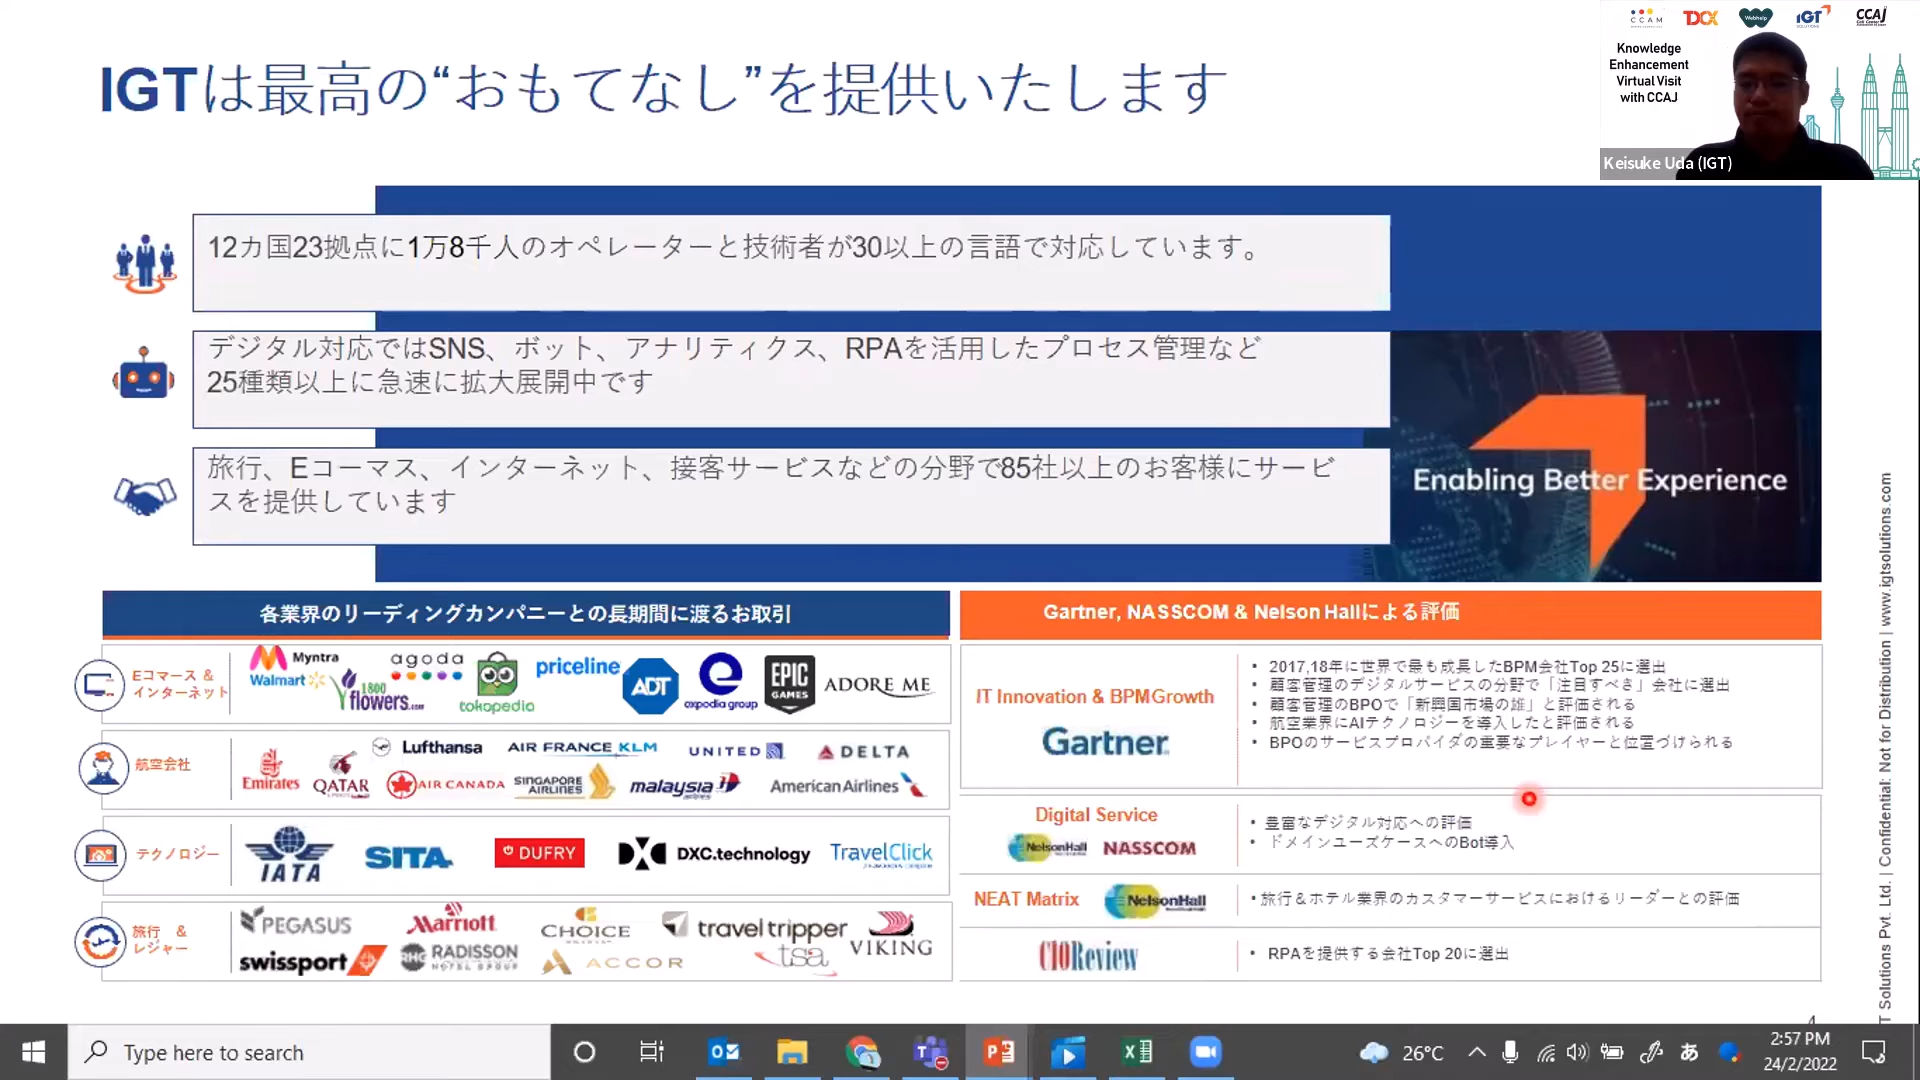 CCAM TDCX Webhelp IGT CCAJ
Knowledge
Enhancement
Virtual Visit
with CCAJ
Keisuke Uda (IGT)
IGTは最高の“おもてなし”を提供いたします
12カ国23拠点に1万8千人のオペレーターと技術者が30以上の言語で対応しています。
デジタル対応ではSNS、ボット、アナリティクス、RPAを活用したプロセス管理など
25種類以上に急速に拡大展開中です
旅行、Eコーマス、インターネット、接客サービスなどの分野で85社以上のお客様にサービ
スを提供しています
Enabling Better Experience
各業界のリーディングカンパニーとの長期間に渡るお取引
Eコマース &
インターネット
Myntra
Walmart
1800
flowers.com
agoda
tokopedia
priceline
ADT
expedia group
EPIC
GAMES
ADORE ME
航空会社
Lufthansa
AIRFRANCE KLM
UNITED
DELTA
Emirates
QATAR
AIR CANADA
SINGAPORE
AIRLINES
malaysia
airlines
American Airlines
テクノロジー
IATA
SITA
DUFRY
DXC.technology
TravelClick
旅行 &
レジャー
PEGASUS
Marriott
CHOICE
travel tripper
VIKING
swissport
RHG RADISSON
HOTEL GROUP
ACCOR
tsa
Gartner, NASSCOM & Nelson Hallによる評価
IT Innovation & BPM Growth
Gartner
• 2017,18年に世界で最も成長したBPM会社Top 25に選出
• 顧客管理のデジタルサービスの分野で「注目すべき」会社に選出
• 顧客管理のBPOで「新興国市場の雄」と評価される
• 航空業界にAIテクノロジーを導入したと評価される
• BPOのサービスプロバイダの重要なプレイヤーと位置づけられる
Digital Service
NelsonHall NASSCOM
• 豊富なデジタル対応への評価
• ドメインユーズケースへのBot導入
NEAT Matrix NelsonHall
• 旅行＆ホテル業界のカスタマーサービスにおけるリーダーとの評価
CIOReview
• RPAを提供する会社Top 20に選出
T Solutions Pvt. Ltd. | Confidential: Not for Distribution | www.igtsolutions.com
Type here to search
26°C
あ
2:57 PM
24/2/2022